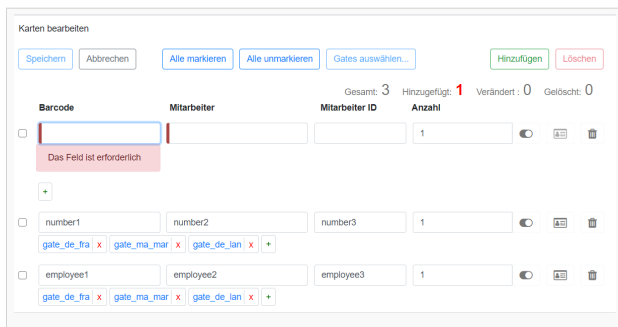 Karten bearbeiten
Speichern Abbrechen Alle markieren Alle unmarkieren Gates auswählen... Hinzufügen Löschen
Gesamt: 3 Hinzugefügt: 1 Verändert : 0 Gelöscht: 0
Barcode Mitarbeiter Mitarbeiter ID Anzahl
1
Das Feld ist erforderlich
+
number1 number2 number3 1
gate_de_fra x gate_ma_mar x gate_de_lan x +
employee1 employee2 employee3 1
gate_de_fra x gate_ma_mar x gate_de_lan x +